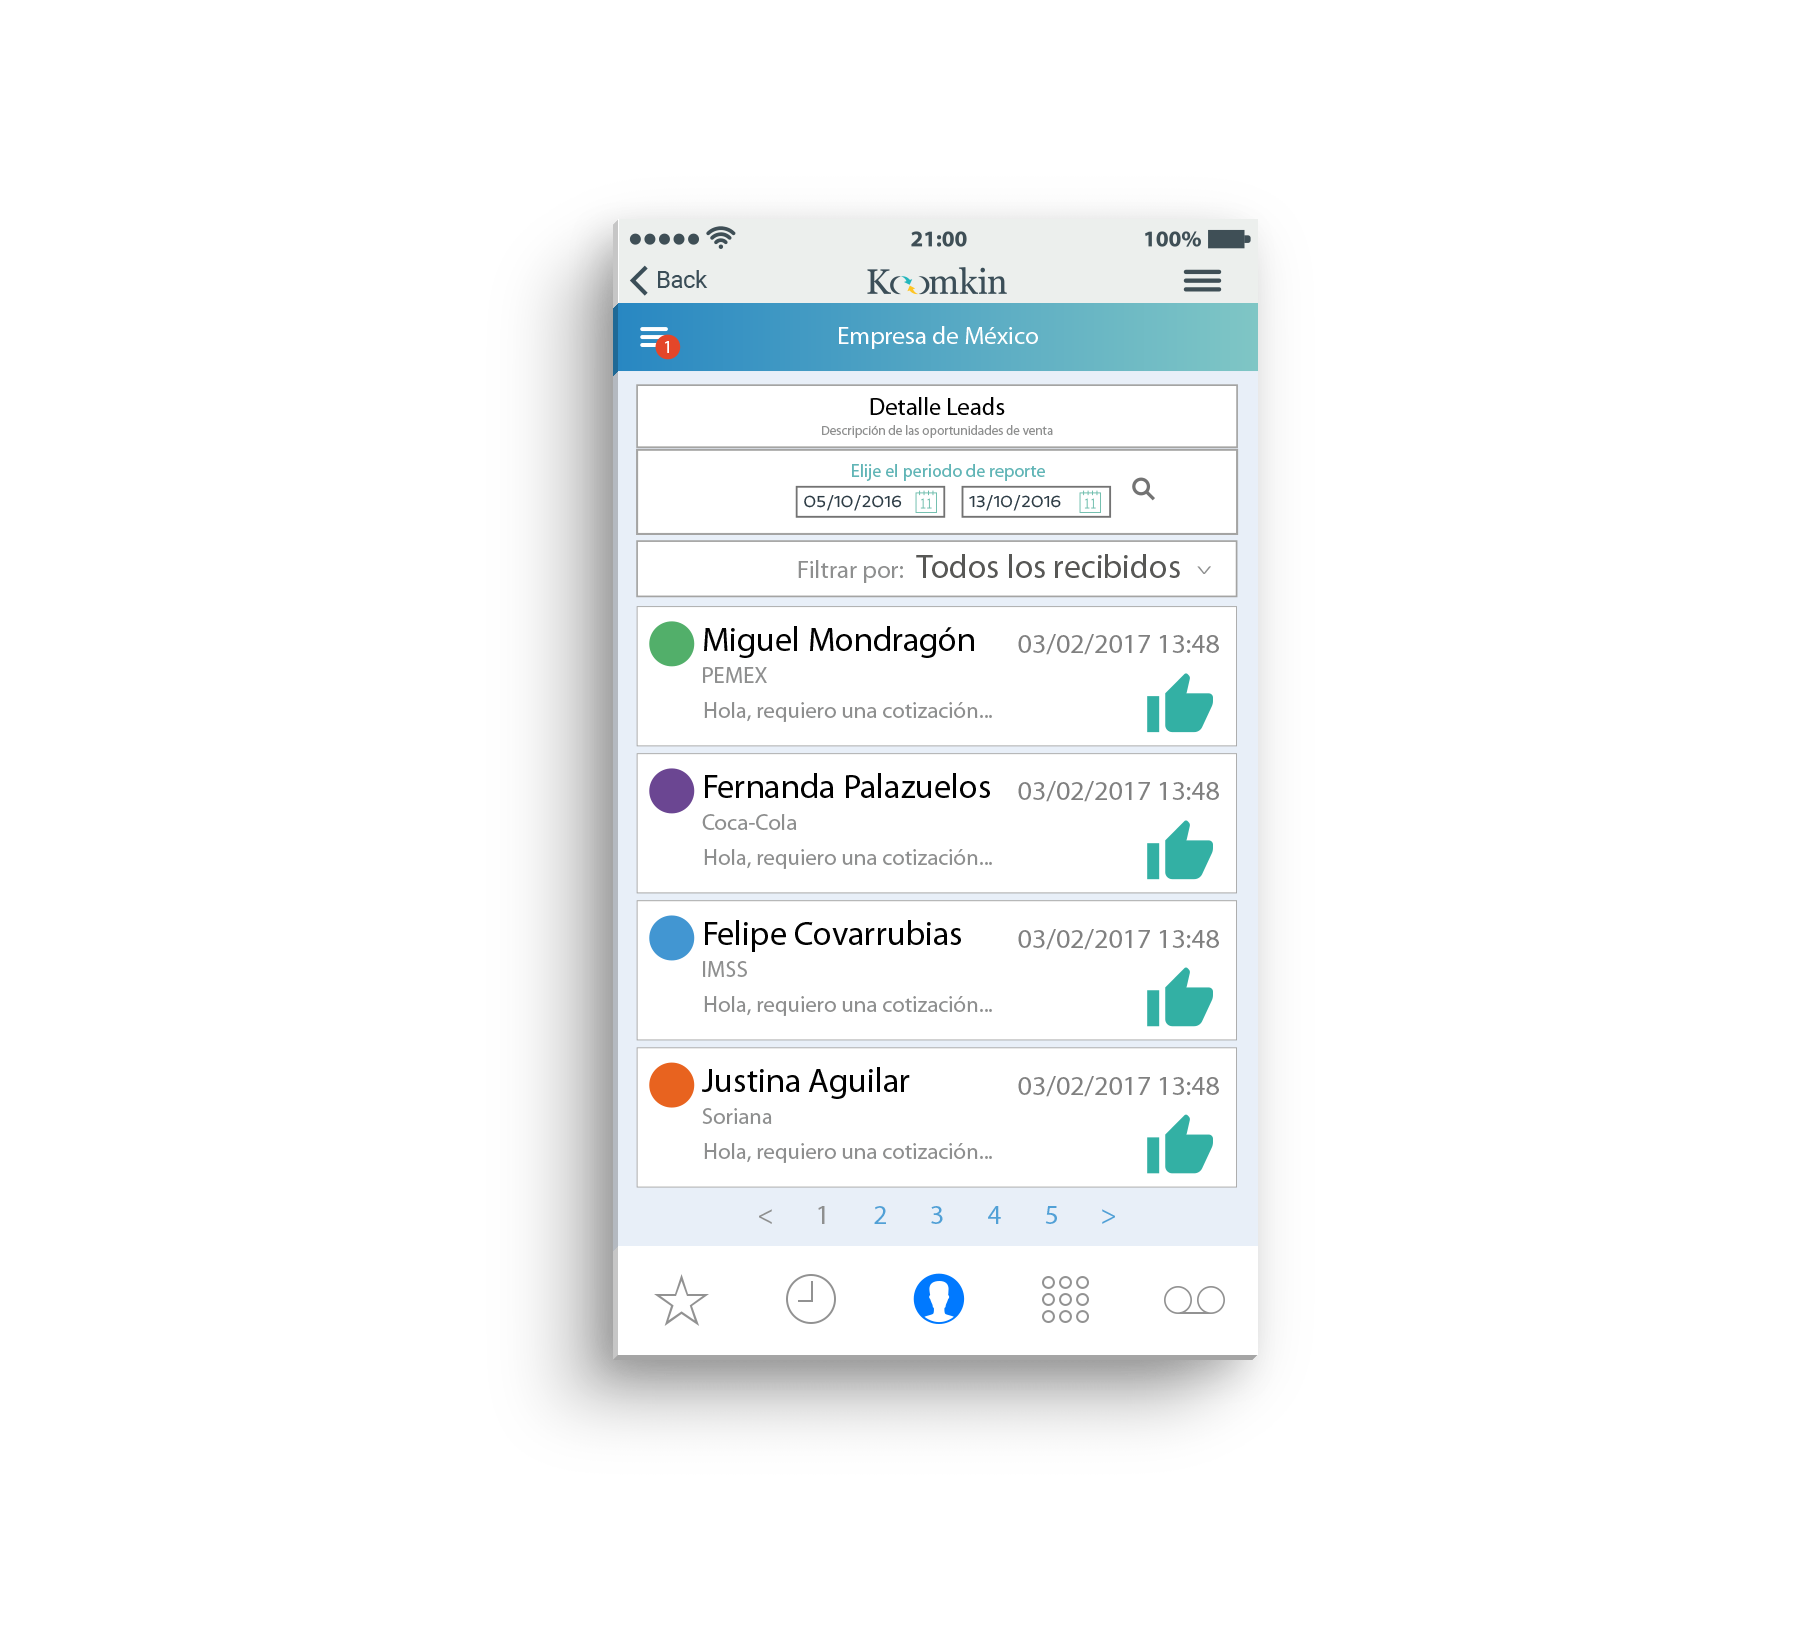 21:00 100%
Back Koomkin
1 Empresa de México
Detalle Leads
Descripción de las oportunidades de venta
Elije el periodo de reporte
05/10/2016 11 13/10/2016 11
Filtrar por: Todos los recibidos
Miguel Mondragón 03/02/2017 13:48
PEMEX
Hola, requiero una cotización...
Fernanda Palazuelos 03/02/2017 13:48
Coca-Cola
Hola, requiero una cotización...
Felipe Covarrubias 03/02/2017 13:48
IMSS
Hola, requiero una cotización...
Justina Aguilar 03/02/2017 13:48
Soriana
Hola, requiero una cotización...
< 1 2 3 4 5 >